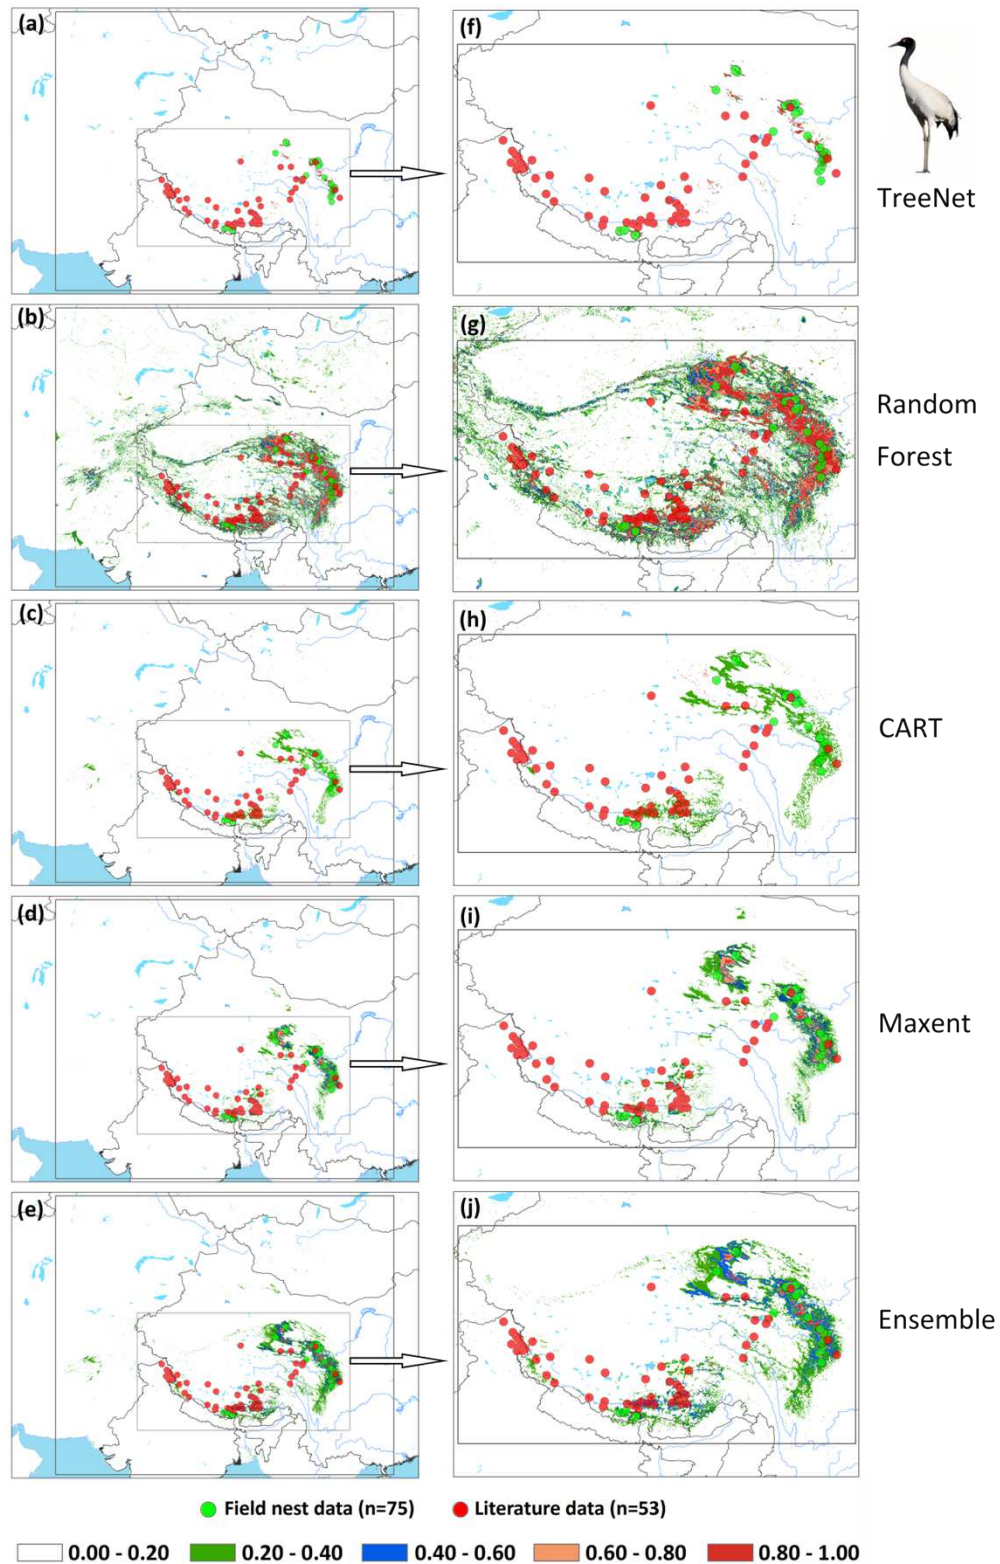 (a)
(f)
TreeNet
(b)
(g)
Random
Forest
(c)
(h)
CART
(d)
(i)
Maxent
(e)
(j)
Ensemble
Field nest data (n=75)
Literature data (n=53)
0.00 - 0.20
0.20 - 0.40
0.40 - 0.60
0.60 - 0.80
0.80 - 1.00